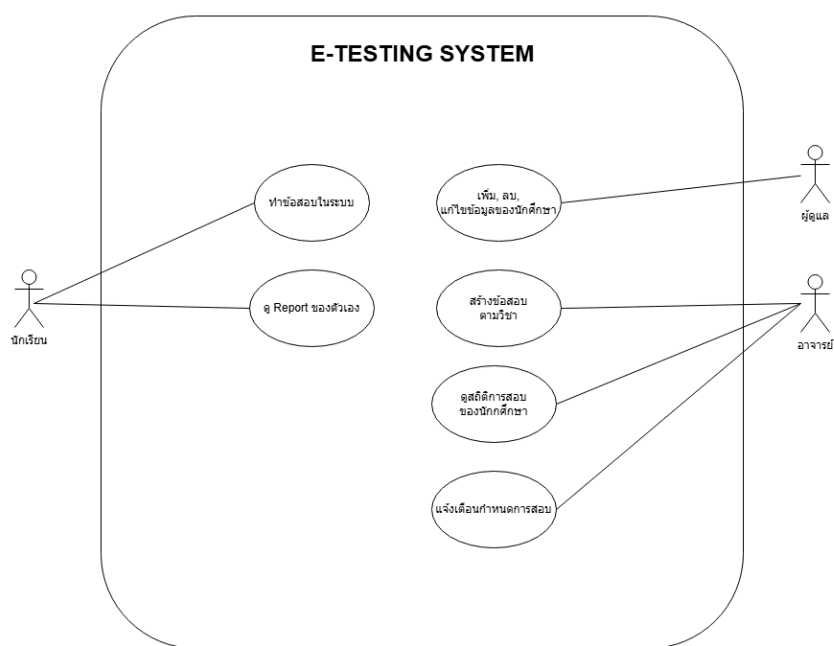 E-TESTING SYSTEM
ทำข้อสอบในระบบ
เพิ่ม, ลบ,
แก้ไขข้อมูลของนักศึกษา
ผู้ดูแล
ดู Report ของตัวเอง
สร้างข้อสอบ
ตามวิชา
นักเรียน
อาจารย์
ดูสถิติการสอบ
ของนักกศึกษา
แจ้งเตือนกำหนดการสอบ